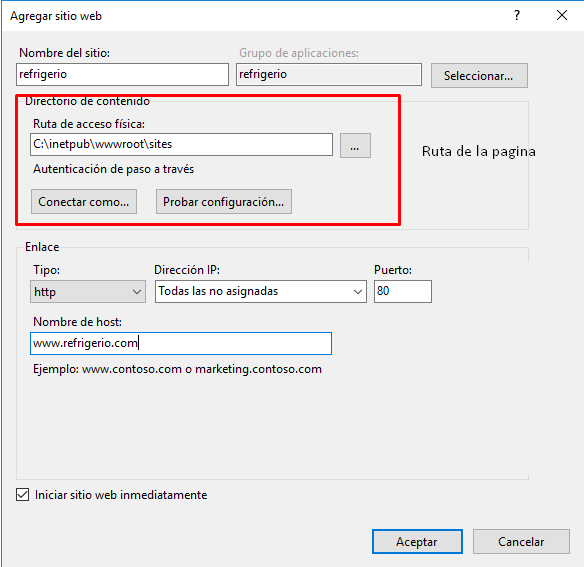 Agregar sitio web ?
Nombre del sitio: Grupo de aplicaciones:
refrigerio refrigerio Seleccionar...
Directorio de contenido
Ruta de acceso física:
C:\inetpub\wwwroot\sites ... Ruta de la pagina
Autenticación de paso a través
Conectar como... Probar configuración...
Enlace
Tipo: Dirección IP: Puerto:
http Todas las no asignadas 80
Nombre de host:
www.refrigerio.com
Ejemplo: www.contoso.com o marketing.contoso.com
Iniciar sitio web inmediatamente
Aceptar Cancelar